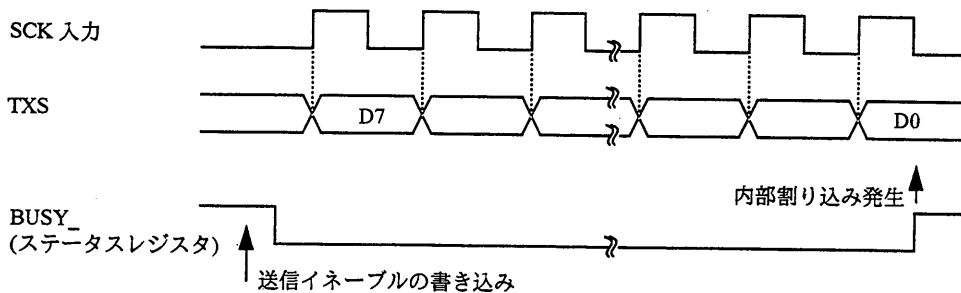 SCK 入力
TXS
D7
D0
内部割り込み発生
BUSY_
(ステータスレジスタ)
送信イネーブルの書き込み